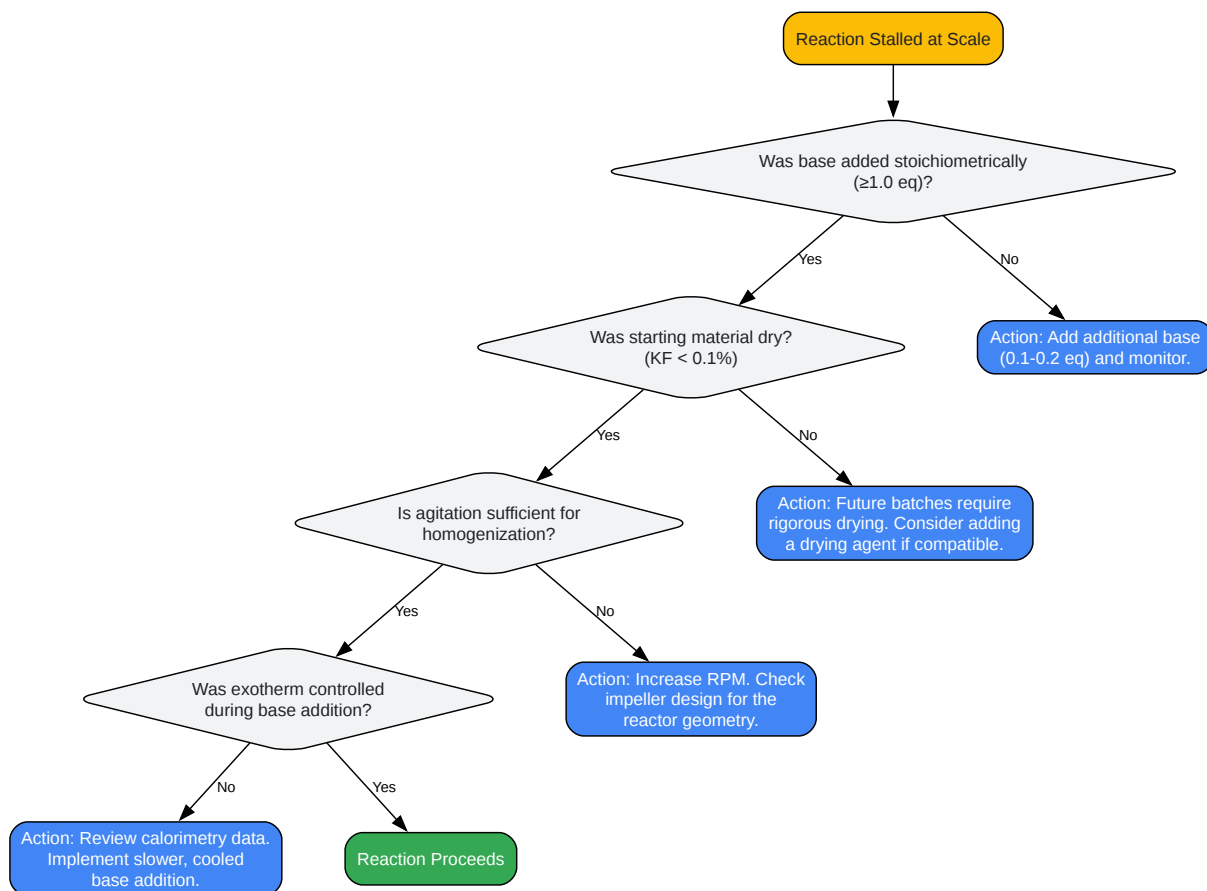 Reaction Stalled at Scale
Was base added stoichiometrically
(≥1.0 eq)?
Yes
No
Was starting material dry?
(KF < 0.1%)
Action: Add additional base
(0.1-0.2 eq) and monitor.
Yes
No
Is agitation sufficient for
homogenization?
Action: Future batches require
rigorous drying. Consider adding
a drying agent if compatible.
Yes
No
Was exotherm controlled
during base addition?
Action: Increase RPM. Check
impeller design for the
reactor geometry.
No
Yes
Action: Review calorimetry data.
Implement slower, cooled
base addition.
Reaction Proceeds